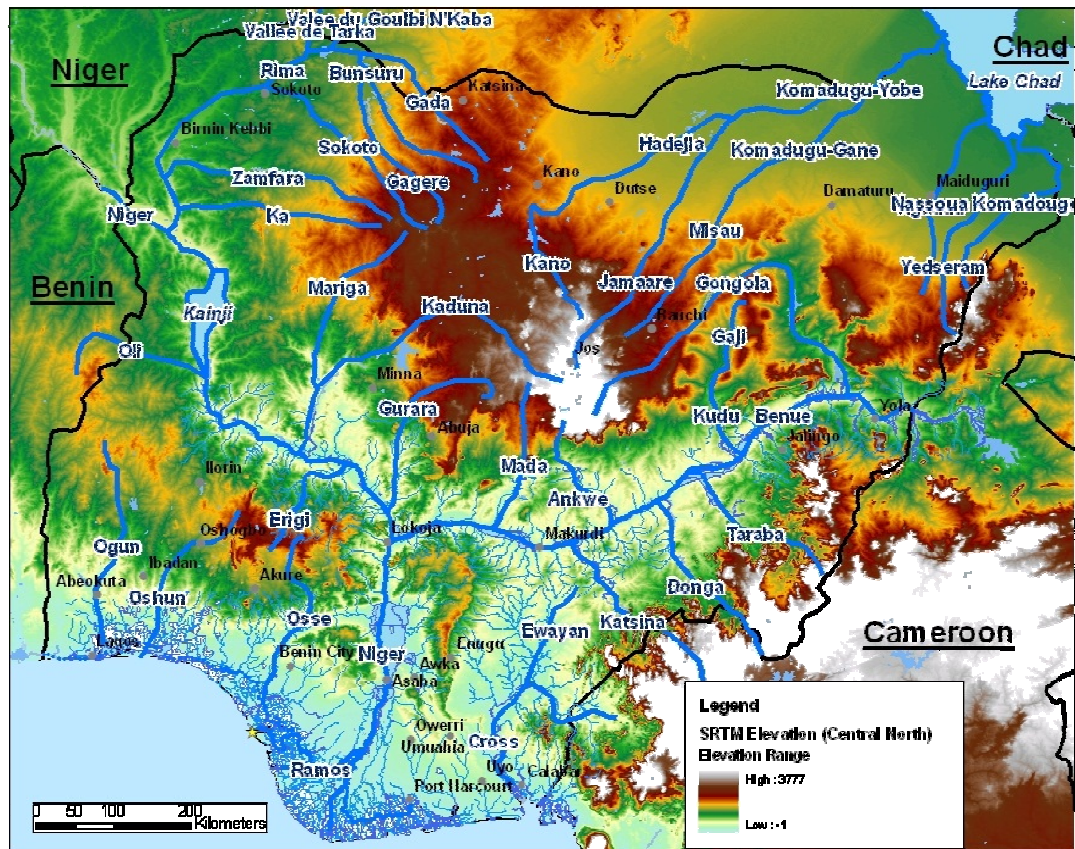 Valee du Goulbi N'Kaba
Vallee de Tarka
Chad
Niger
Lake Chad
Rima
Bunsuru
Sokoto
Katsina
Gada
Komadugu-Yobe
Birnin Kebbi
Sokoto
Hadejia
Komadugu-Gane
Zamfara
Gagere
Kano
Dutse
Damaturu
Maiduguri
Niger
Ka
Nassoua Komadougo
Misau
Benin
Mariga
Kano
Jamaare
Gongola
Yedseram
Kainji
Kaduna
Bauchi
Oli
Gaji
Jos
Minna
Gurara
Abuja
Kudu
Benue
Yola
Jalingo
Ilorin
Mada
Ankwe
Oshogbo
Erigi
Lokoja
Makurdi
Taraba
Ogun
Ibadan
Abeokuta
Oshun
Akure
Donga
Osse
Ewayan
Katsina
Cameroon
Lagos
Benin City
Niger
Enugu
Awka
Asaba
Owerri
Umuahia
Cross
Ramos
Uyo
Calabar
Port Harcourt
Legend
SRTM Elevation (Central North)
Elevation Range
High : 3777
Low : -1
0 50 100 200
Kilometers